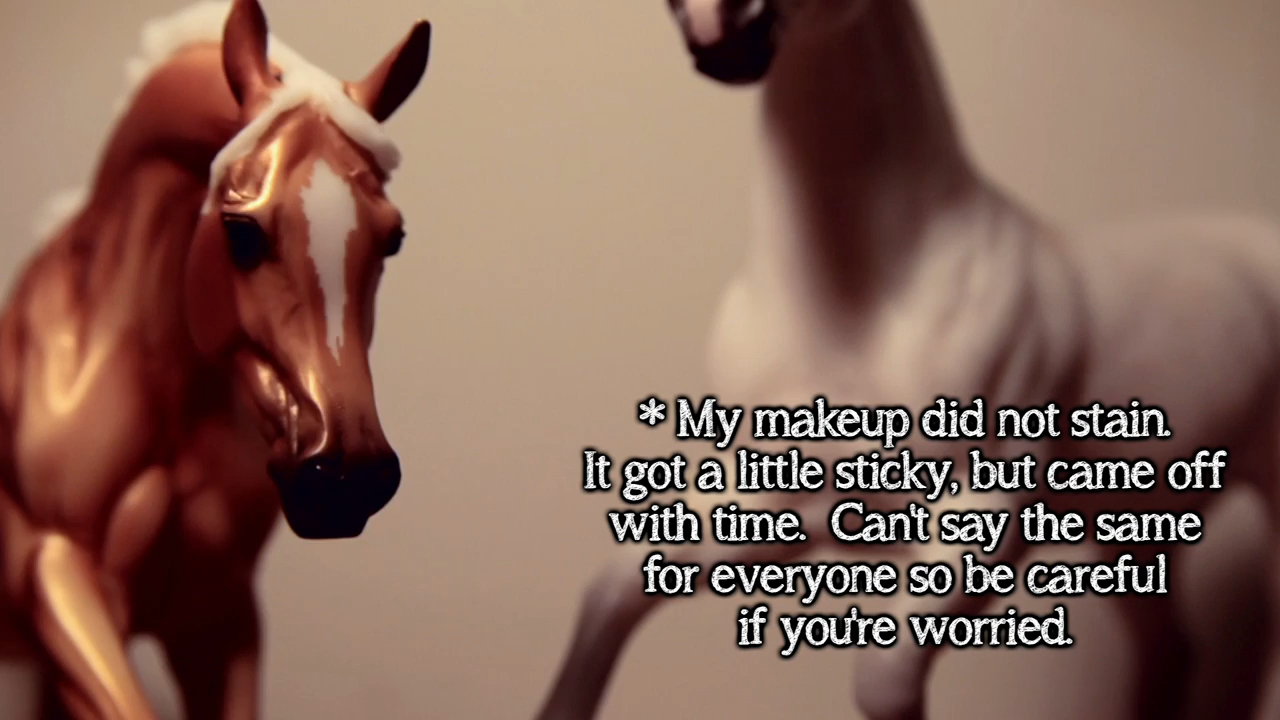 * My makeup did not stain.
It got a little sticky, but came off
with time.  Can't say the same
for everyone so be careful
if you're worried.